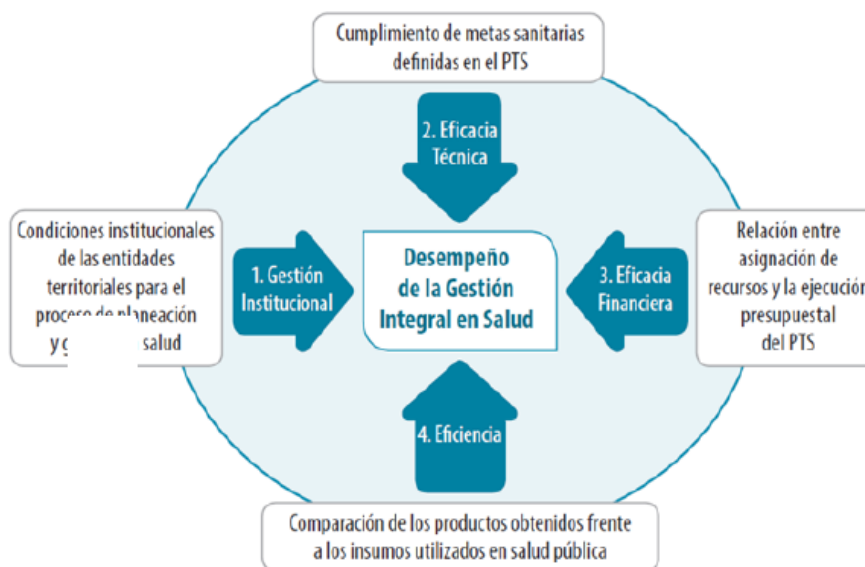 Cumplimiento de metas sanitarias
definidas en el PTS
2. Eficacia
Técnica
Condiciones institucionales
de las entidades
territoriales para el
proceso de planeación
y salud
1. Gestión
Institucional
Desempeño
de la Gestión
Integral en Salud
3. Eficacia
Financiera
Relación entre
asignación de
recursos y la ejecución
presupuestal
del PTS
4. Eficiencia
Comparación de los productos obtenidos frente
a los insumos utilizados en salud pública